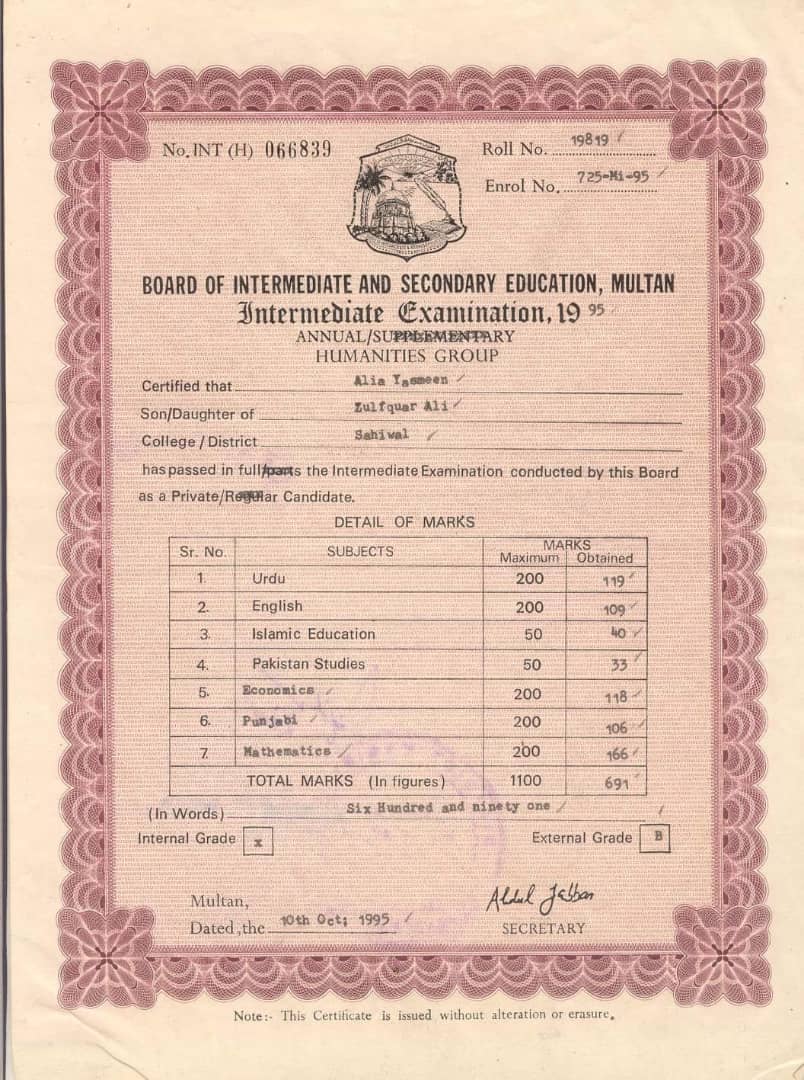 No. INT (H) 066839
Roll No. 19819
Enrol No. 725-Mi-95
BOARD OF INTERMEDIATE AND SECONDARY EDUCATION, MULTAN
Intermediate Examination, 19 95
ANNUAL/SUPPLEMENTARY
HUMANITIES GROUP
Certified that Alia Yasmeen
Son/Daughter of Zulfquar Ali
College / District Sahiwal
has passed in full/parts the Intermediate Examination conducted by this Board
as a Private/Regular Candidate.
DETAIL OF MARKS
Sr. No. SUBJECTS MARKS
Maximum Obtained
1. Urdu 200 119
2. English 200 109
3. Islamic Education 50 40
4. Pakistan Studies 50 33
5. Economics 200 118
6. Punjabi 200 106
7. Mathematics 200 166
TOTAL MARKS (In figures) 1100 691
(In Words) Six Hundred and ninety one
Internal Grade x External Grade B
Abdul Jabbar
Multan,
Dated, the 10th Oct; 1995
SECRETARY
Note:- This Certificate is issued without alteration or erasure.